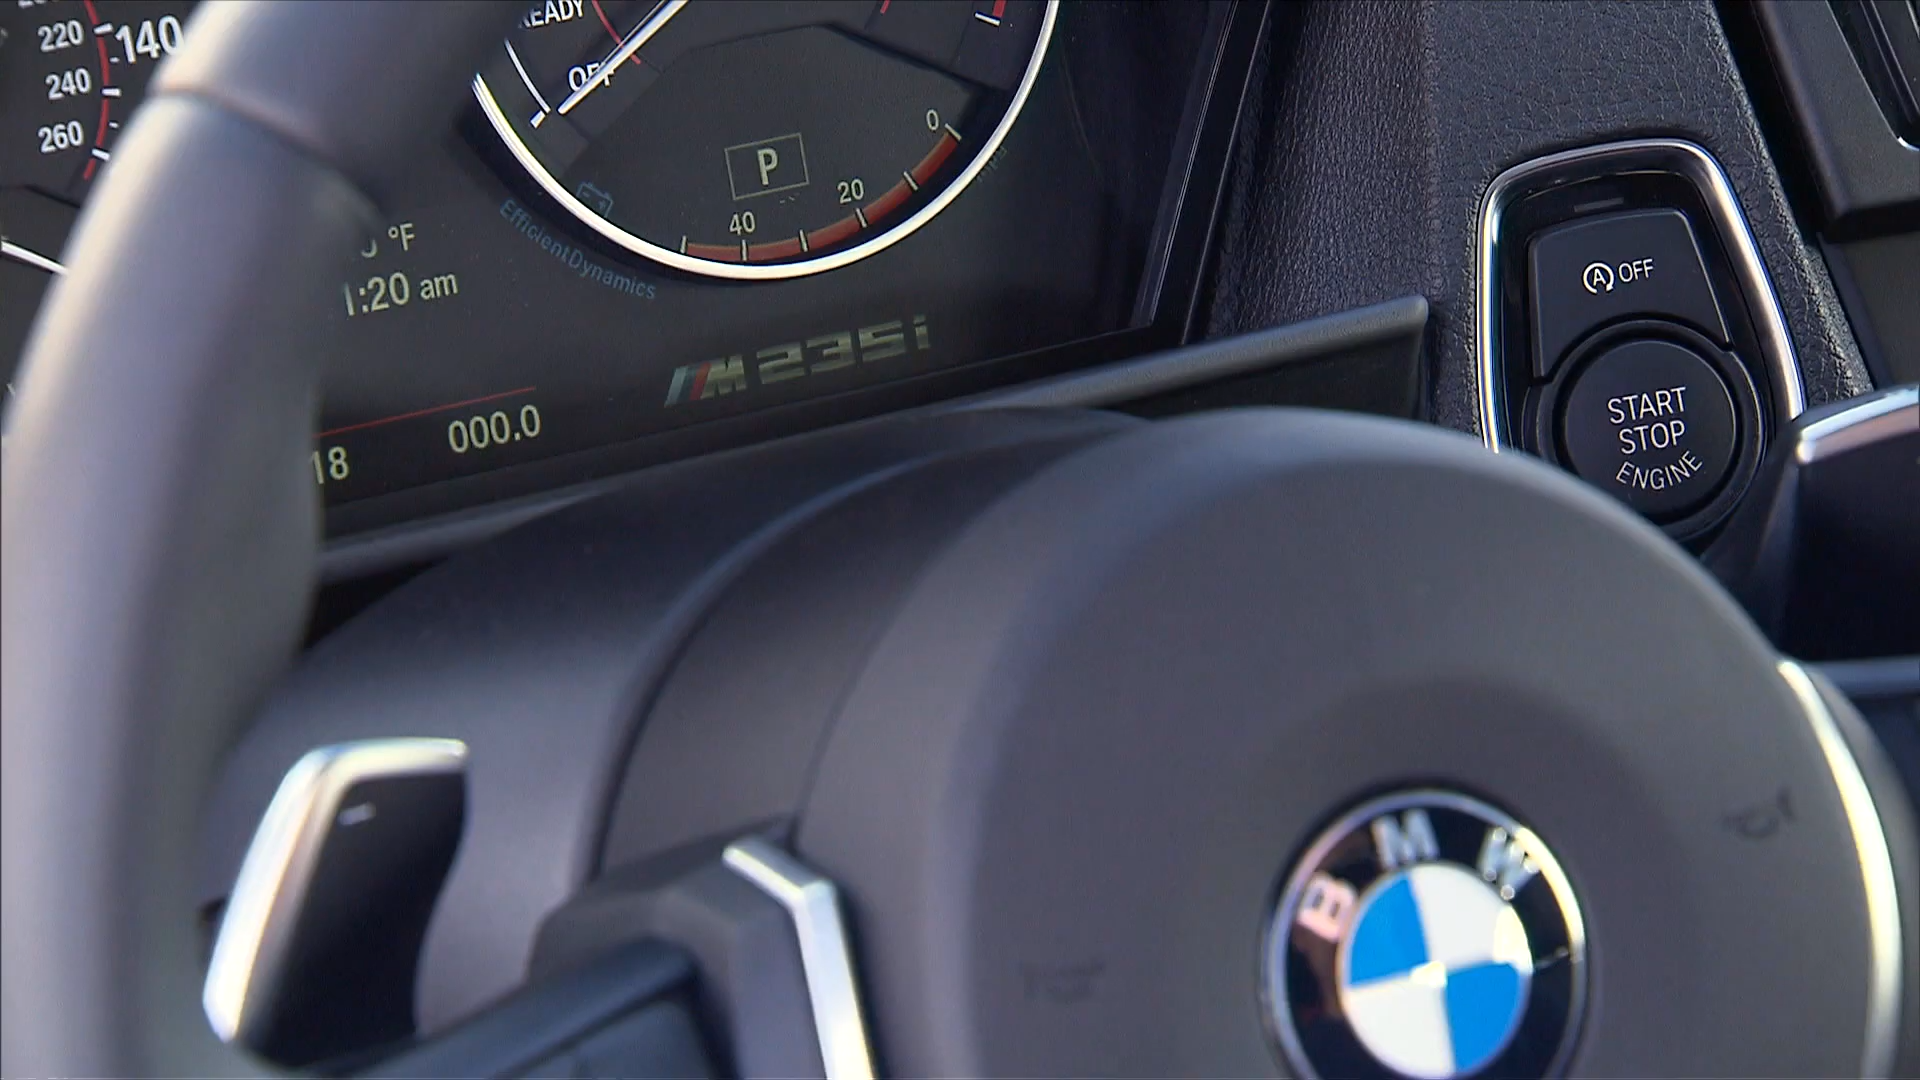 220
140
240
260
READY
OFF
P
0
20
40
EfficientDynamics
°F
1:20 am
M235i
18
000.0
A OFF
START
STOP
ENGINE
BMW